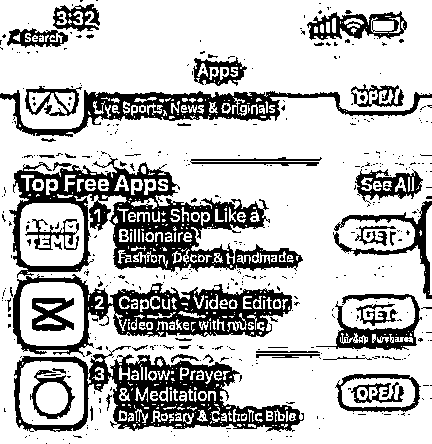 3:32
Search
Apps
Live Sports, News & Originals
OPEN
Top Free Apps
See All
TEMU
1
Temu: Shop Like a
Billionaire
Fashion, Décor & Handmade
GET
2
CapCut - Video Editor
Video maker with music
GET
In-App Purchases
3
Hallow: Prayer
& Meditation
Daily Rosary & Catholic Bible
OPEN